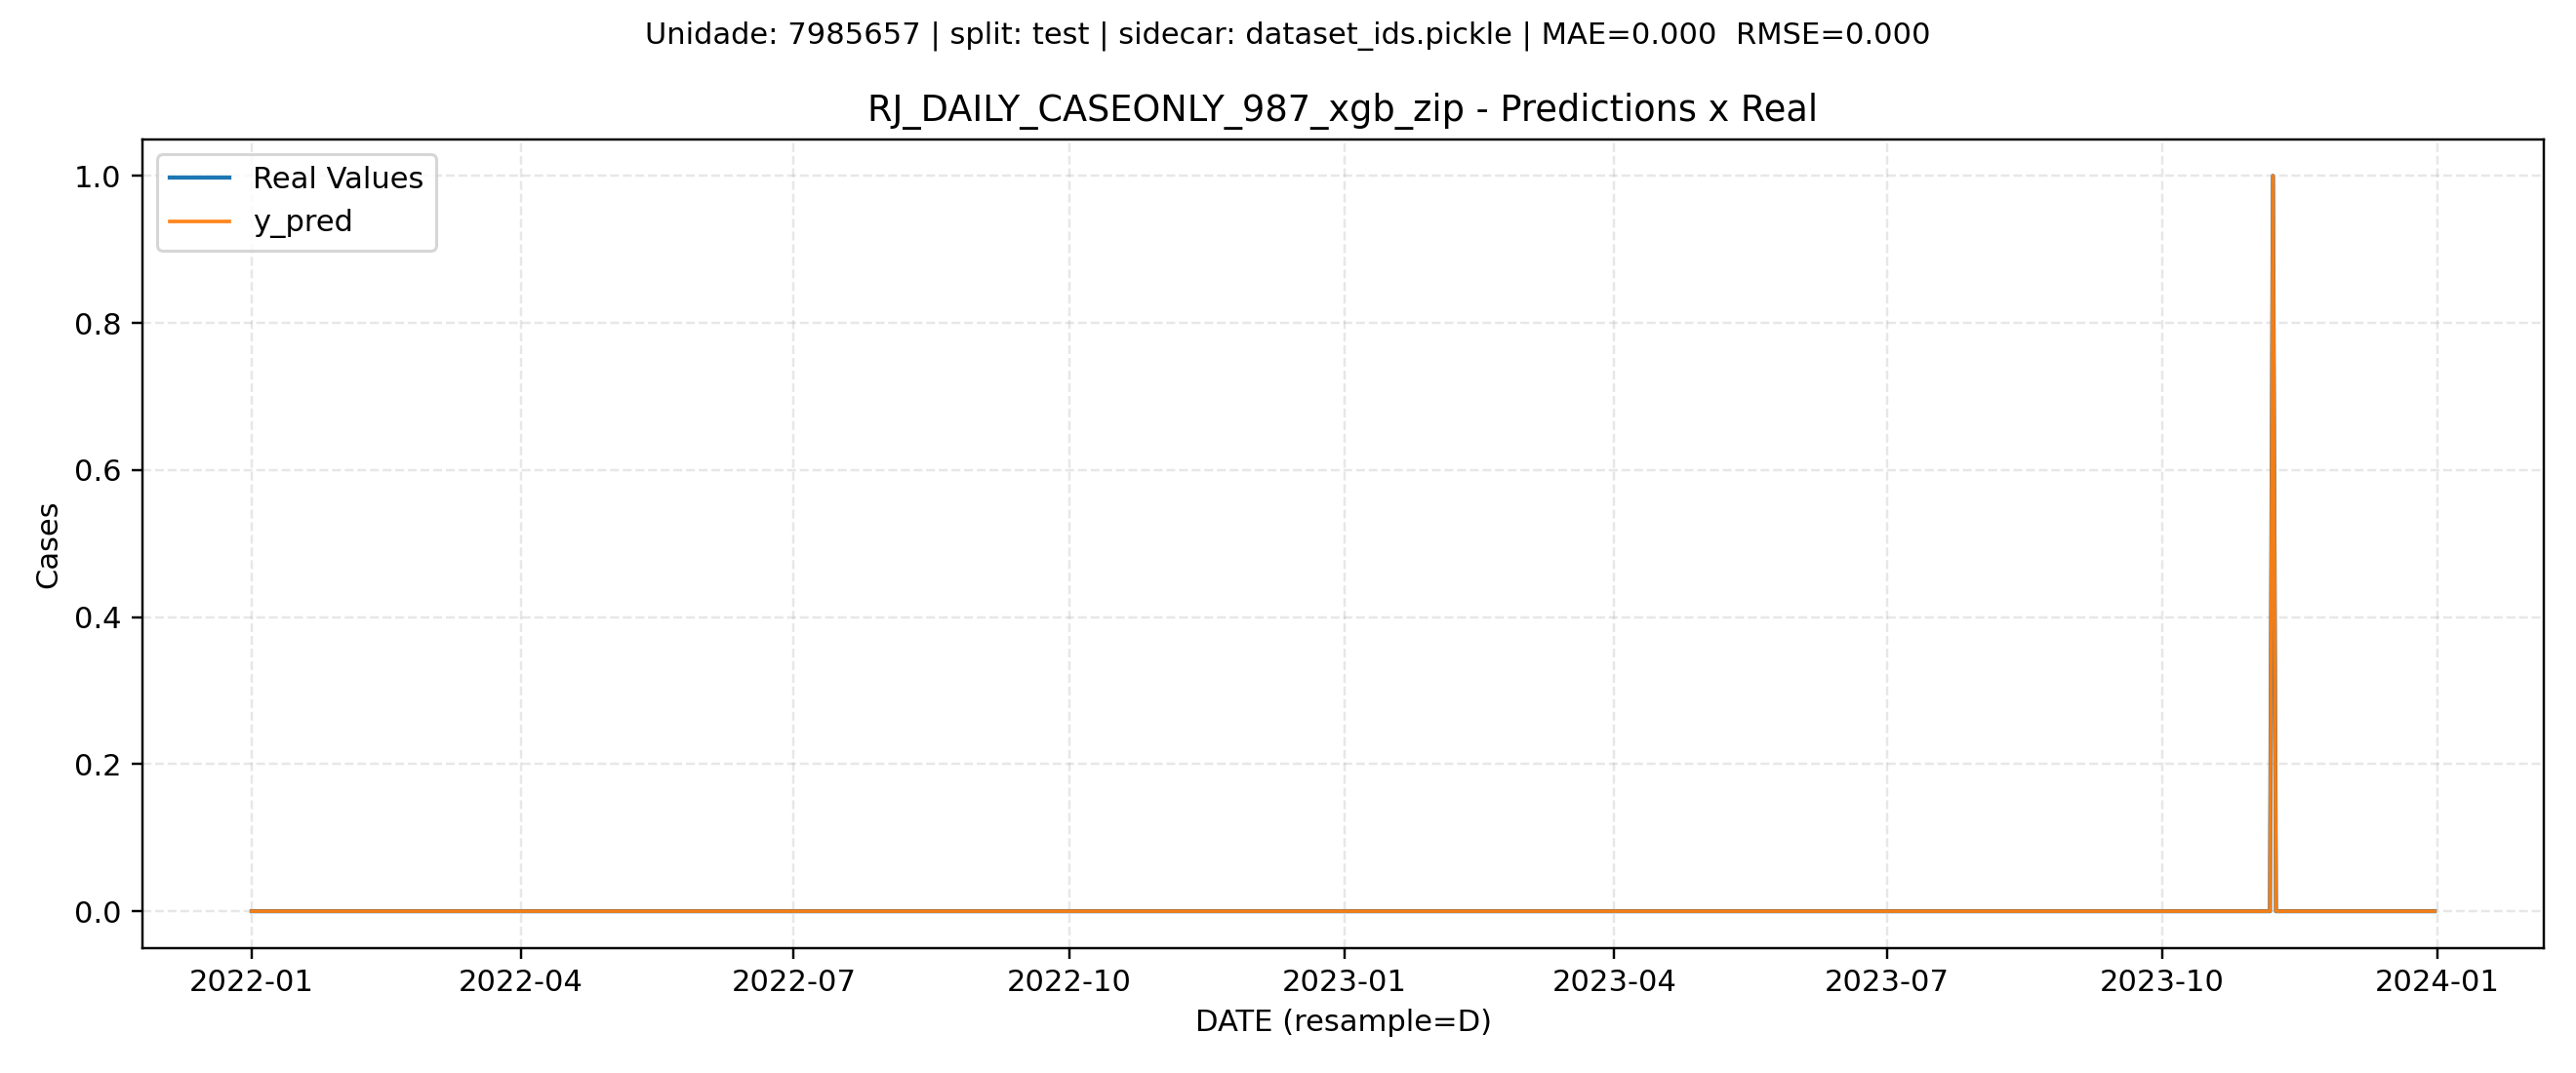 Unidade: 7985657 | split: test | sidecar: dataset_ids.pickle | MAE=0.000  RMSE=0.000
RJ_DAILY_CASEONLY_987_xgb_zip - Predictions x Real
Real Values
y_pred
1.0
0.8
0.6
0.4
0.2
0.0
Cases
2022-01 2022-04 2022-07 2022-10 2023-01 2023-04 2023-07 2023-10 2024-01
DATE (resample=D)